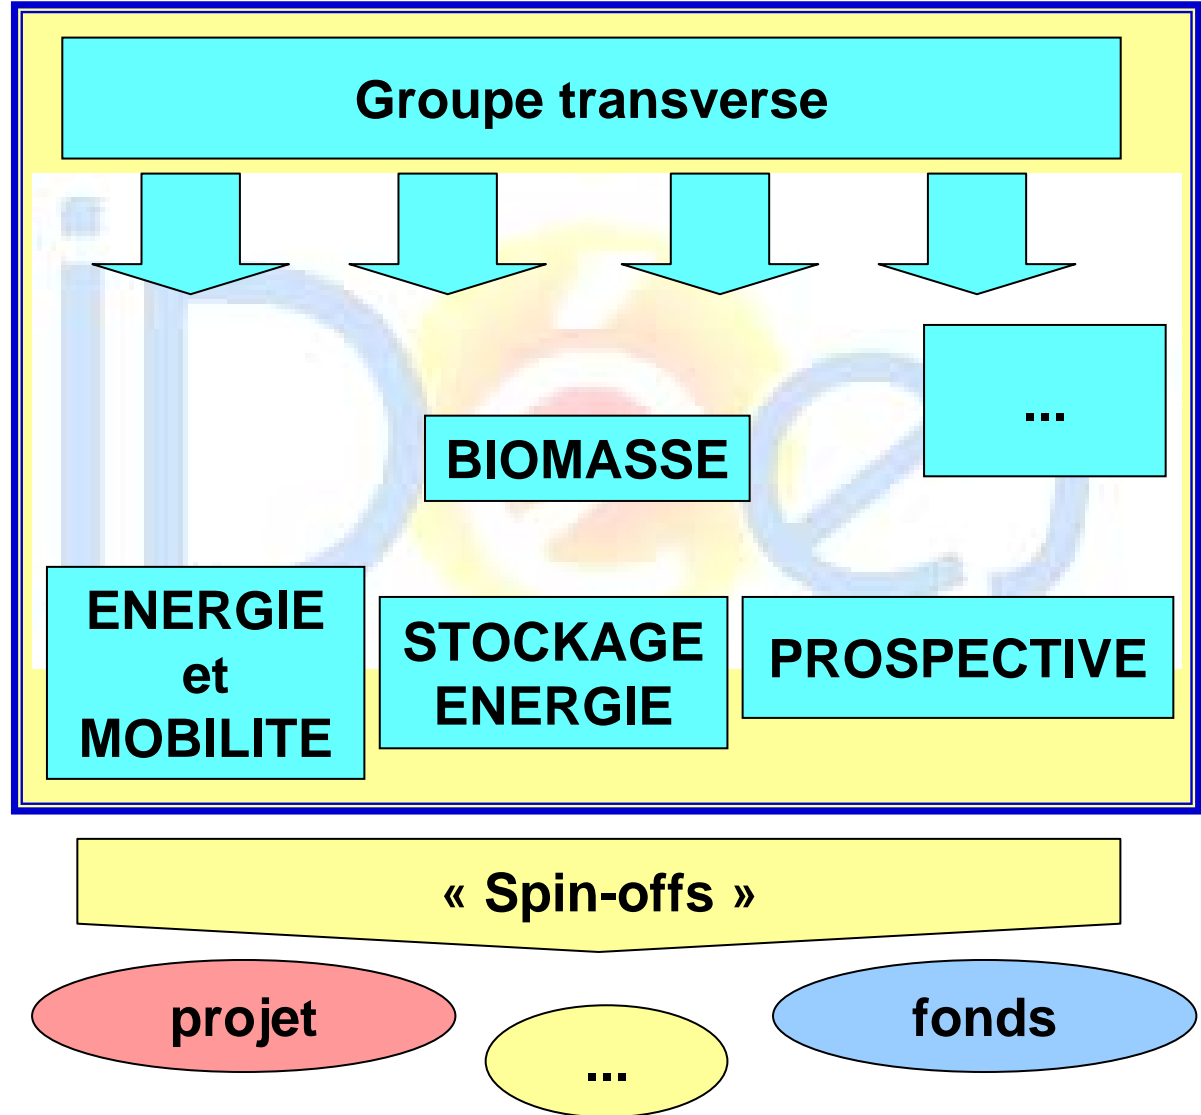 Groupe transverse
...
BIOMASSE
ENERGIE
et
MOBILITE
STOCKAGE
ENERGIE
PROSPECTIVE
« Spin-offs »
projet
...
fonds